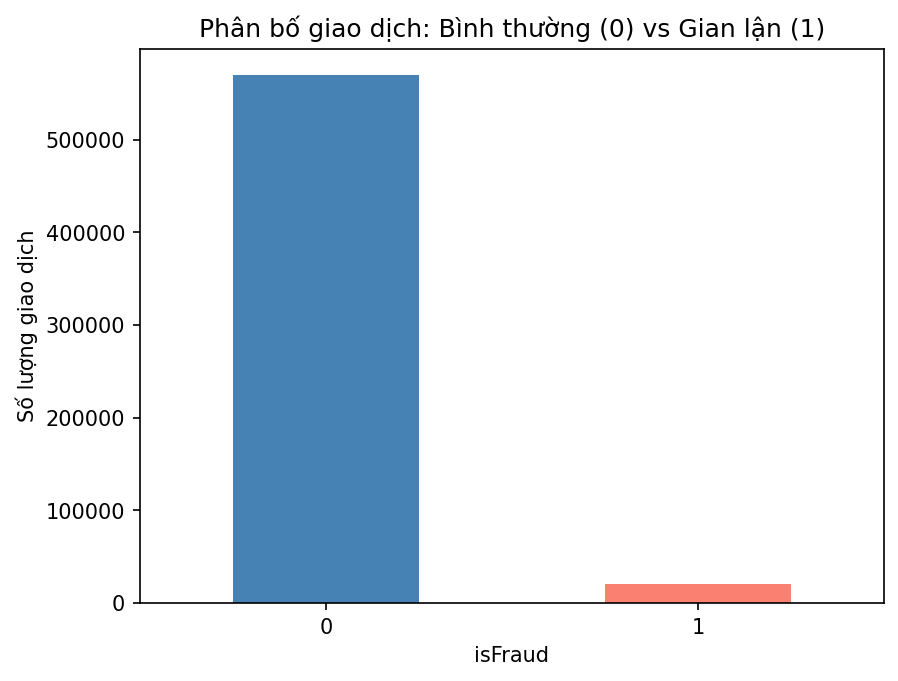 Phân bố giao dịch: Bình thường (0) vs Gian lận (1)
Số lượng giao dịch
500000
400000
300000
200000
100000
0
0 1
isFraud